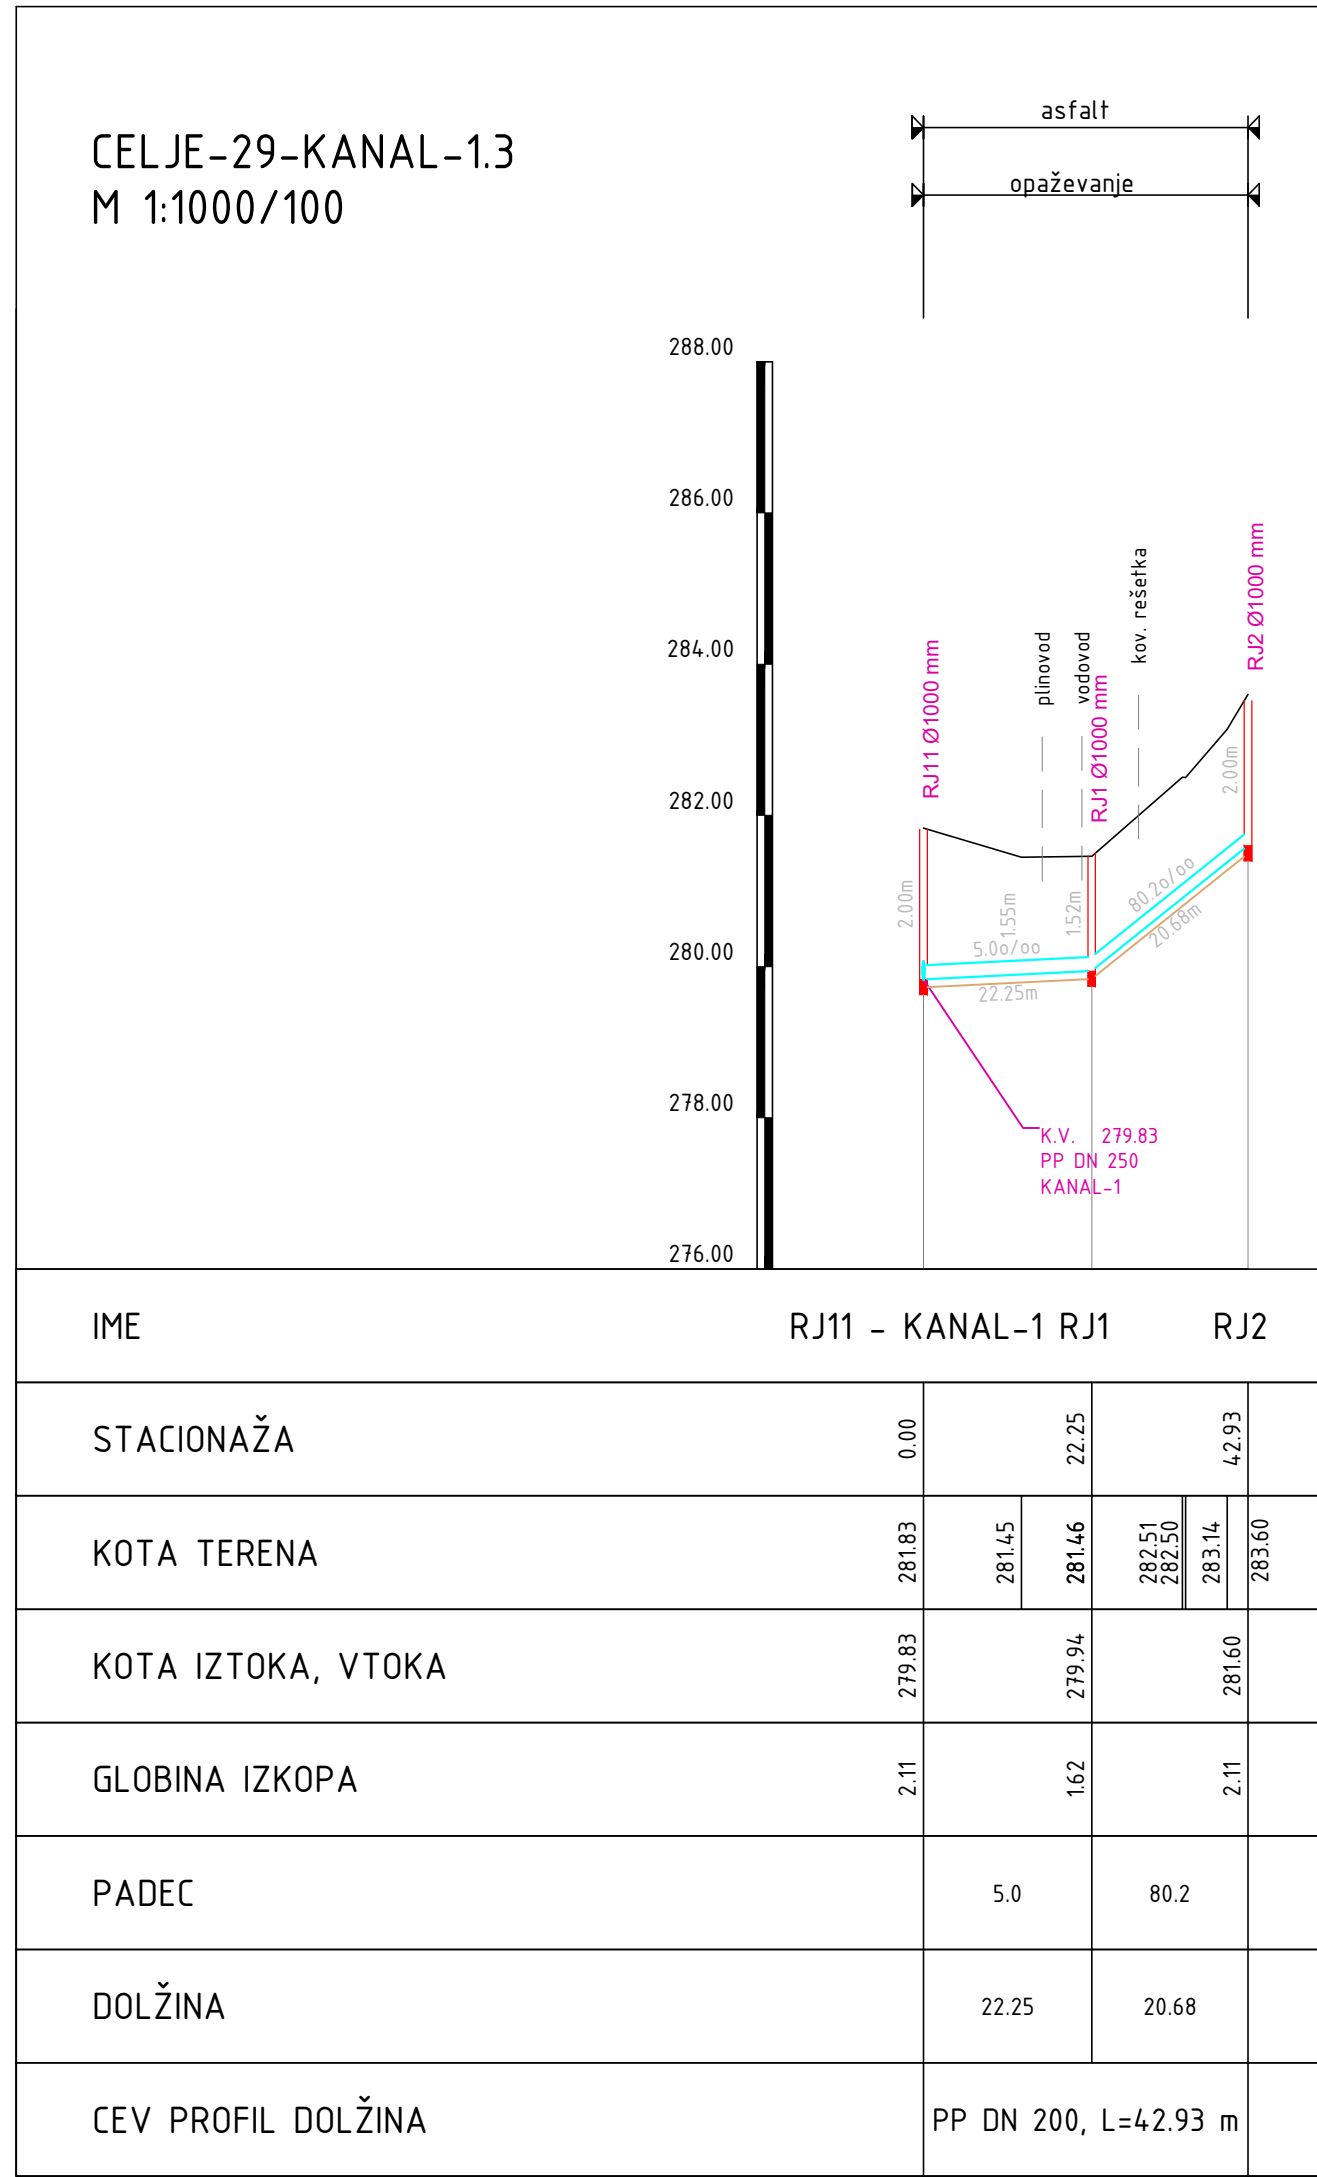 CELJE-29-KANAL-1.3
M 1:1000/100
asfalt
opaževanje
288.00
286.00
284.00
282.00
280.00
278.00
276.00
RJ11 Ø1000 mm
plinovod
vodovod
RJ1 Ø1000 mm
kov. rešetka
RJ2 Ø1000 mm
2.00m
1.55m
1.52m
2.00m
5.0o/oo
22.25m
80.2o/oo
20.68m
K.V. 279.83
PP DN 250
KANAL-1
IME RJ11 - KANAL-1 RJ1 RJ2
STACIONAŽA 0.00 22.25 42.93
KOTA TERENA 281.83 281.45 281.46 282.51 282.50 283.14 283.60
KOTA IZTOKA, VTOKA 279.83 279.94 281.60
GLOBINA IZKOPA 2.11 1.62 2.11
PADEC 5.0 80.2
DOLŽINA 22.25 20.68
CEV PROFIL DOLŽINA PP DN 200, L=42.93 m